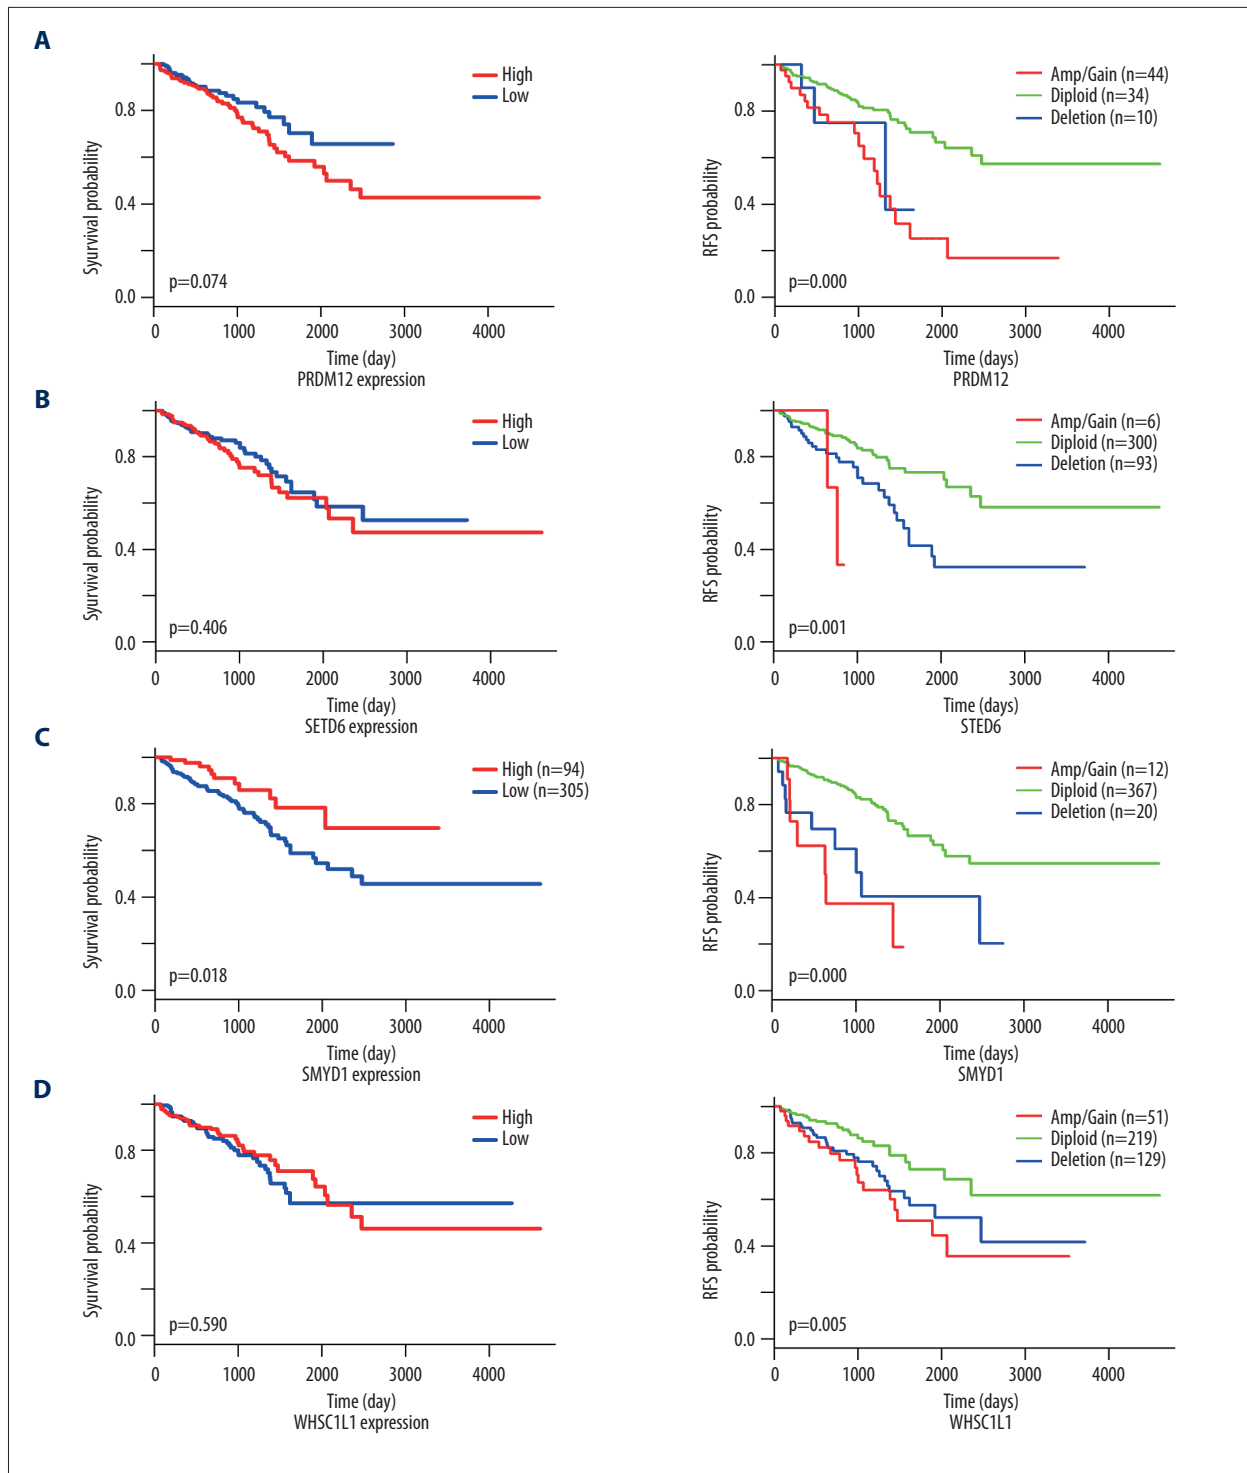 A
Syurvival probability
0.8
0.4
0.0
High
Low
p=0.074
0 1000 2000 3000 4000
Time (day)
PRDM12 expression
RFS probability
0.8
0.4
0.0
Amp/Gain (n=44)
Diploid (n=34)
Deletion (n=10)
p=0.000
0 1000 2000 3000 4000
Time (days)
PRDM12
B
Syurvival probability
0.8
0.4
0.0
High
Low
p=0.406
0 1000 2000 3000 4000
Time (day)
SETD6 expression
RFS probability
0.8
0.4
0.0
Amp/Gain (n=6)
Diploid (n=300)
Deletion (n=93)
p=0.001
0 1000 2000 3000 4000
Time (days)
STED6
C
Syurvival probability
0.8
0.4
0.0
High (n=94)
Low (n=305)
p=0.018
0 1000 2000 3000 4000
Time (day)
SMYD1 expression
RFS probability
0.8
0.4
0.0
Amp/Gain (n=12)
Diploid (n=367)
Deletion (n=20)
p=0.000
0 1000 2000 3000 4000
Time (days)
SMYD1
D
Syurvival probability
0.8
0.4
0.0
High
Low
p=0.590
0 1000 2000 3000 4000
Time (day)
WHSC1L1 expression
RFS probability
0.8
0.4
0.0
Amp/Gain (n=51)
Diploid (n=219)
Deletion (n=129)
p=0.005
0 1000 2000 3000 4000
Time (days)
WHSC1L1